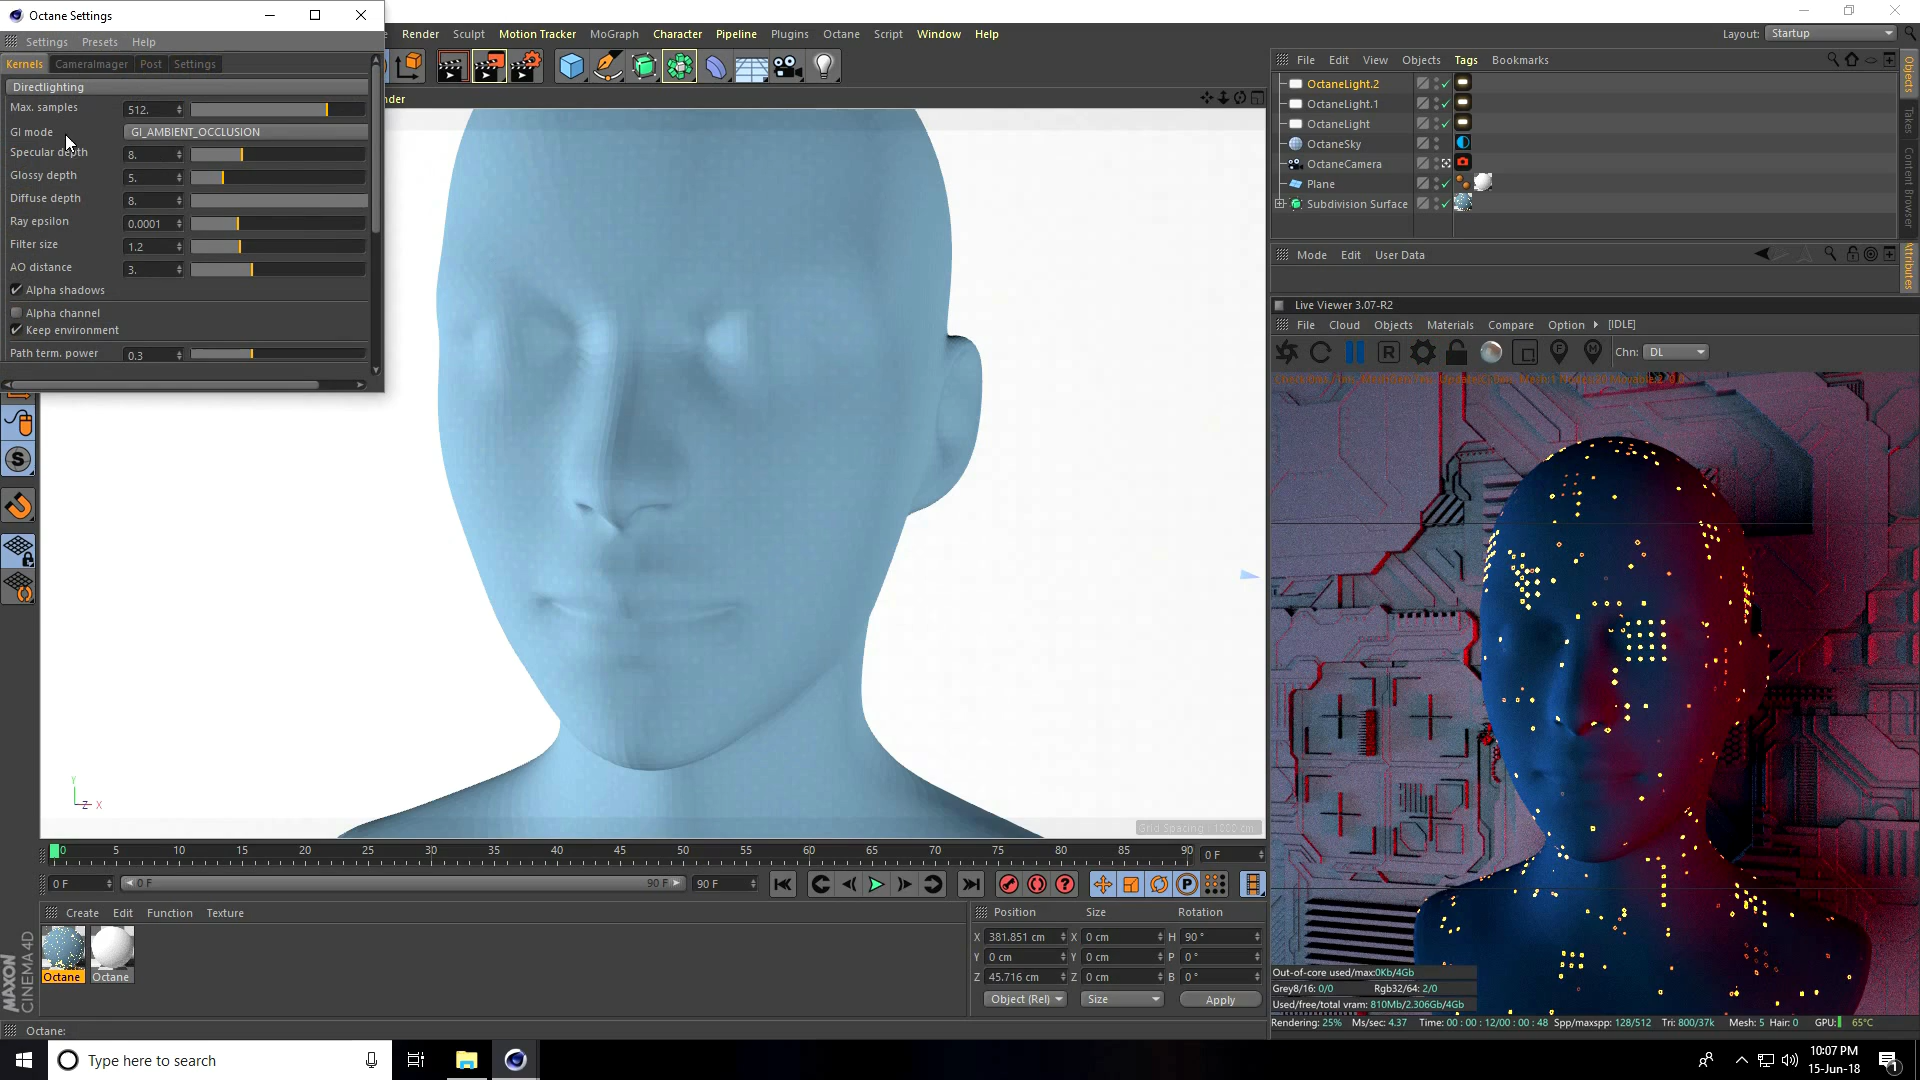 Octane Settings
Settings Presets Help
Kernels CameraImager Post Settings
Directlighting
Max. samples 512.
GI mode GI_AMBIENT_OCCLUSION
Specular depth 8.
Glossy depth 5.
Diffuse depth 8.
Ray epsilon 0.0001
Filter size 1.2
AO distance 3.
Alpha shadows
Alpha channel
Keep environment
Path term. power 0.3
Render Sculpt Motion Tracker MoGraph Character Pipeline Plugins Octane Script Window Help
Layout: Startup
nder
File Edit View Objects Tags Bookmarks
OctaneLight.2
OctaneLight.1
OctaneLight
OctaneSky
OctaneCamera
Plane
Subdivision Surface
Objects
Takes
Content Browser
Attributes
Mode Edit User Data
Live Viewer 3.07-R2
File Cloud Objects Materials Compare Option [IDLE]
Chn: DL
Out-of-core used/max:0Kb/4Gb
Grey8/16: 0/0 Rgb32/64: 2/0
Used/free/total vram: 810Mb/2.306Gb/4Gb
Rendering: 25% Ms/sec: 4.37 Time: 00 : 00 : 12/00 : 00 : 48 Spp/maxspp: 128/512 Tri: 800/37k Mesh: 5 Hair: 0 GPU: 65°C
Y
Z X
Grid Spacing : 1000 cm
0 5 10 15 20 25 30 35 40 45 50 55 60 65 70 75 80 85 90 0 F
0 F 0 F 90 F 90 F
Create Edit Function Texture
Octane Octane
MAXON
CINEMA 4D
Position Size Rotation
X 381.851 cm X 0 cm H 90 °
Y 0 cm Y 0 cm P 0 °
Z 45.716 cm Z 0 cm B 0 °
Object (Rel) Size Apply
Octane:
Type here to search
10:07 PM
15-Jun-18
1